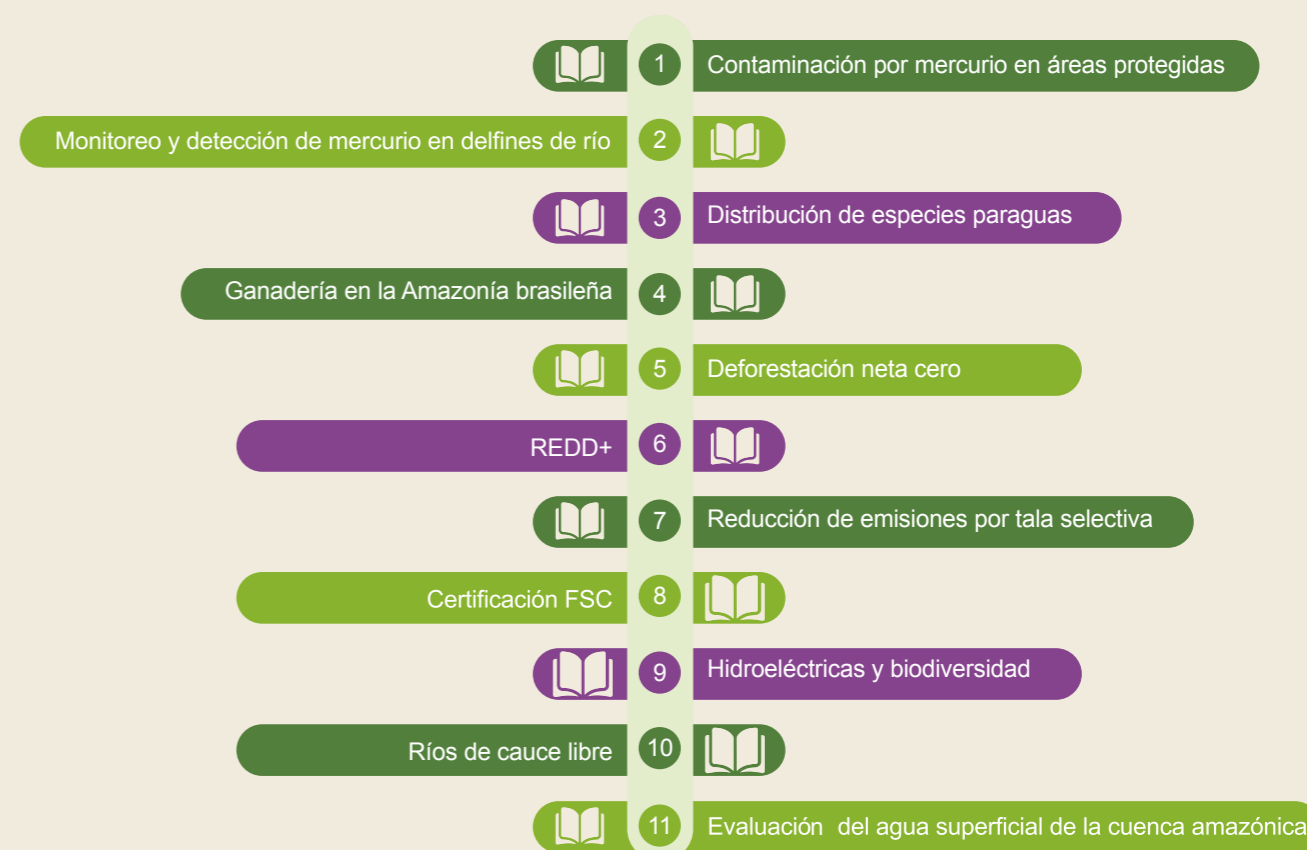 1 Contaminación por mercurio en áreas protegidas
Monitoreo y detección de mercurio en delfines de río 2
3 Distribución de especies paraguas
Ganadería en la Amazonía brasileña 4
5 Deforestación neta cero
REDD+ 6
7 Reducción de emisiones por tala selectiva
Certificación FSC 8
9 Hidroeléctricas y biodiversidad
Ríos de cauce libre 10
11 Evaluación del agua superficial de la cuenca amazónica